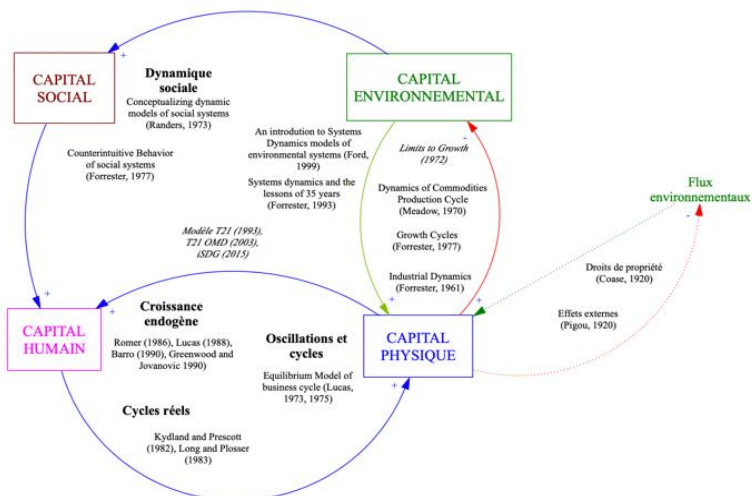 CAPITAL
SOCIAL
Dynamique
sociale
Conceptualizing dynamic
models of social systems
(Randers, 1973)
CAPITAL
ENVIRONNEMENTAL
Counterintuitive Behavior
of social systems
(Forrester, 1977)
An introduction to Systems
Dynamics models of
environmental systems (Ford,
1999)
Systems dynamics and the
lessons of 35 years
(Forrester, 1993)
Limits to Growth
(1972)
Dynamics of Commodities
Production Cycle
(Meadow, 1970)
Growth Cycles
(Forrester, 1977)
Industrial Dynamics
(Forrester, 1961)
Flux
environnementaux
Droits de propriété
(Coase, 1920)
Effets externes
(Pigou, 1920)
Modèle T21 (1993),
T21 OMD (2003),
iSDG (2015)
CAPITAL
HUMAIN
Croissance
endogène
Romer (1986), Lucas (1988),
Barro (1990), Greenwood and
Jovanovic 1990)
Oscillations et
cycles
Equilibrium Model of
business cycle (Lucas,
1973, 1975)
CAPITAL
PHYSIQUE
Cycles réels
Kydland and Prescott
(1982), Long and Plosser
(1983)
+
+
+
+
+
+
-
-